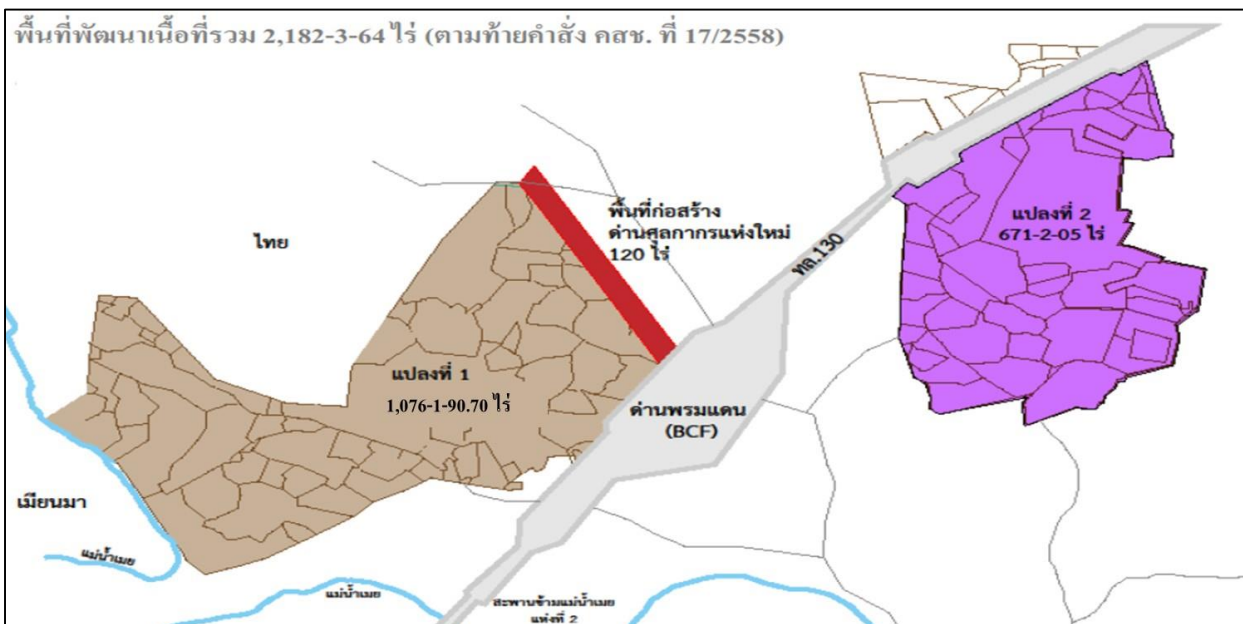 พื้นที่พัฒนาเนื้อที่รวม 2,182-3-64 ไร่ (ตามท้ายคำสั่ง คสช. ที่ 17/2558)
พื้นที่ก่อสร้าง
ด่านศุลกากรแห่งใหม่
120 ไร่
แปลงที่ 2
671-2-05 ไร่
ไทย
ทล.130
แปลงที่ 1
1,076-1-90.70 ไร่
ด่านพรมแดน
(BCF)
เมียนมา
แม่น้ำเมย
แม่น้ำเมย
สะพานข้ามแม่น้ำเมย
แห่งที่ 2